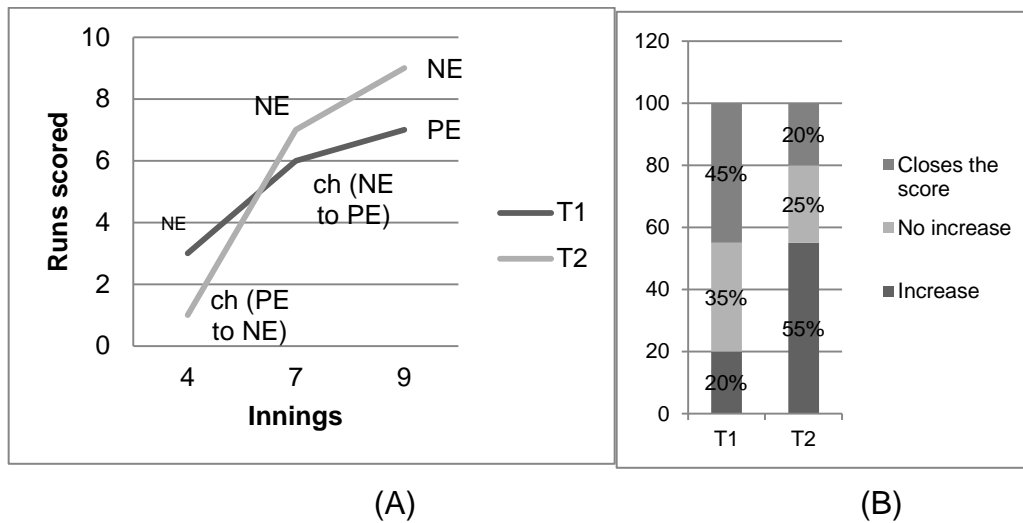 10
8
6
4
2
0
Runs scored
NE
NE
NE
PE
ch (NE
to PE)
ch (PE
to NE)
4 7 9
Innings
T1
T2
(A)
120
100
80
60
40
20
0
45%
35%
20%
20%
25%
55%
T1 T2
Closes the
score
No increase
Increase
(B)